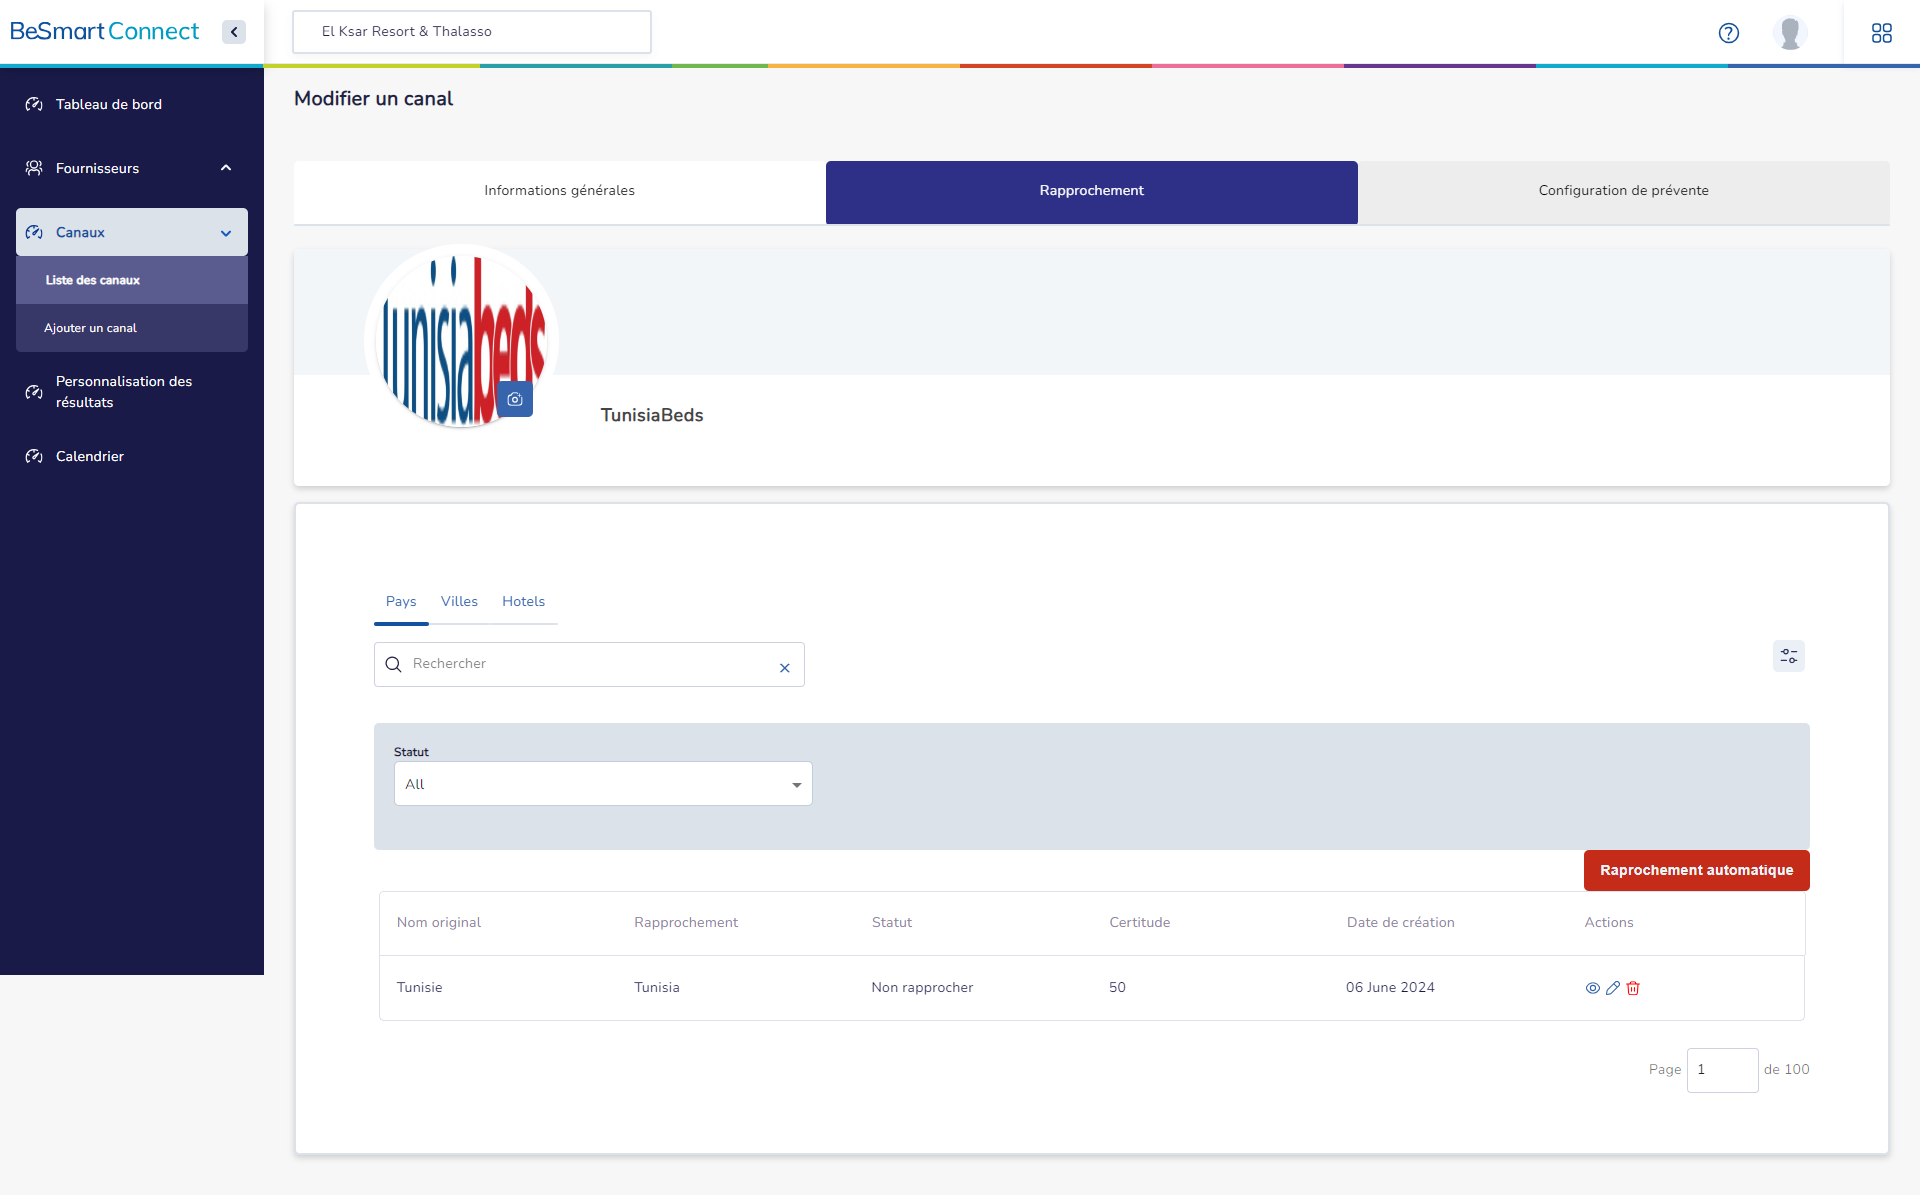 BeSmart Connect
El Ksar Resort & Thalasso
Tableau de bord
Fournisseurs
Canaux
Liste des canaux
Ajouter un canal
Personnalisation des
résultats
Calendrier
Modifier un canal
Informations générales
Rapprochement
Configuration de prévente
tunisiabeds
TunisiaBeds
Pays
Villes
Hotels
Rechercher
Statut
All
Raprochement automatique
Nom original
Rapprochement
Statut
Certitude
Date de création
Actions
Tunisie
Tunisia
Non rapprocher
50
06 June 2024
Page 1 de 100